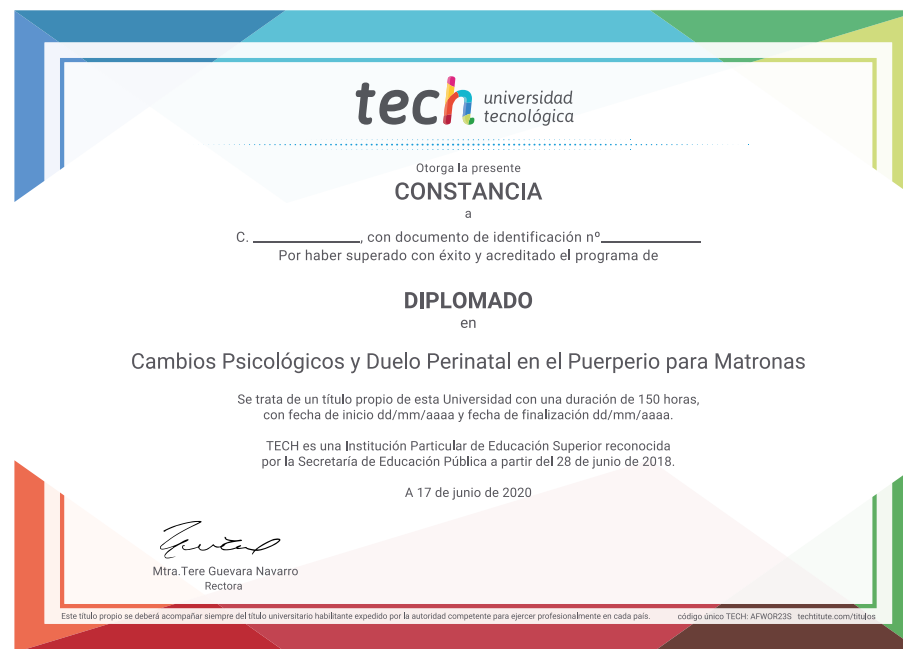 tech universidad
tecnológica
Otorga la presente
CONSTANCIA
a
C. ____________, con documento de identificación nº____________
Por haber superado con éxito y acreditado el programa de
DIPLOMADO
en
Cambios Psicológicos y Duelo Perinatal en el Puerperio para Matronas
Se trata de un título propio de esta Universidad con una duración de 150 horas,
con fecha de inicio dd/mm/aaaa y fecha de finalización dd/mm/aaaa.
TECH es una Institución Particular de Educación Superior reconocida
por la Secretaría de Educación Pública a partir del 28 de junio de 2018.
A 17 de junio de 2020
Mtra.Tere Guevara Navarro
Rectora
Este título propio se deberá acompañar siempre del título universitario habilitante expedido por la autoridad competente para ejercer profesionalmente en cada país. código único TECH: AFWOR23S techtitute.com/titulos